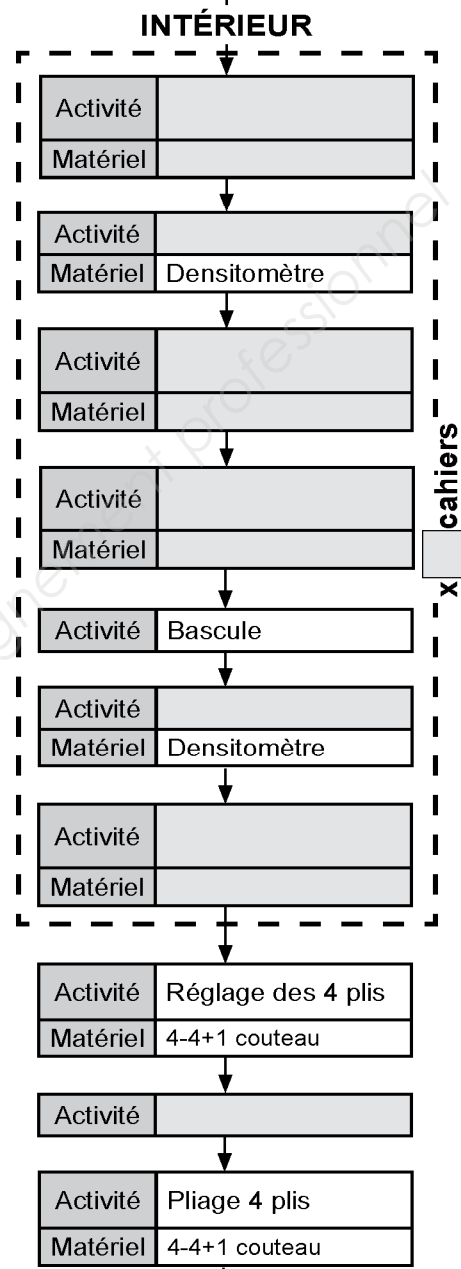 INTÉRIEUR
Activité
Matériel
Activité
Matériel Densitomètre
Activité
Matériel
Activité
Matériel
x cahiers
Activité Bascule
Activité
Matériel Densitomètre
Activité
Matériel
Activité Réglage des 4 plis
Matériel 4-4+1 couteau
Activité
Activité Pliage 4 plis
Matériel 4-4+1 couteau
gnement professionnel